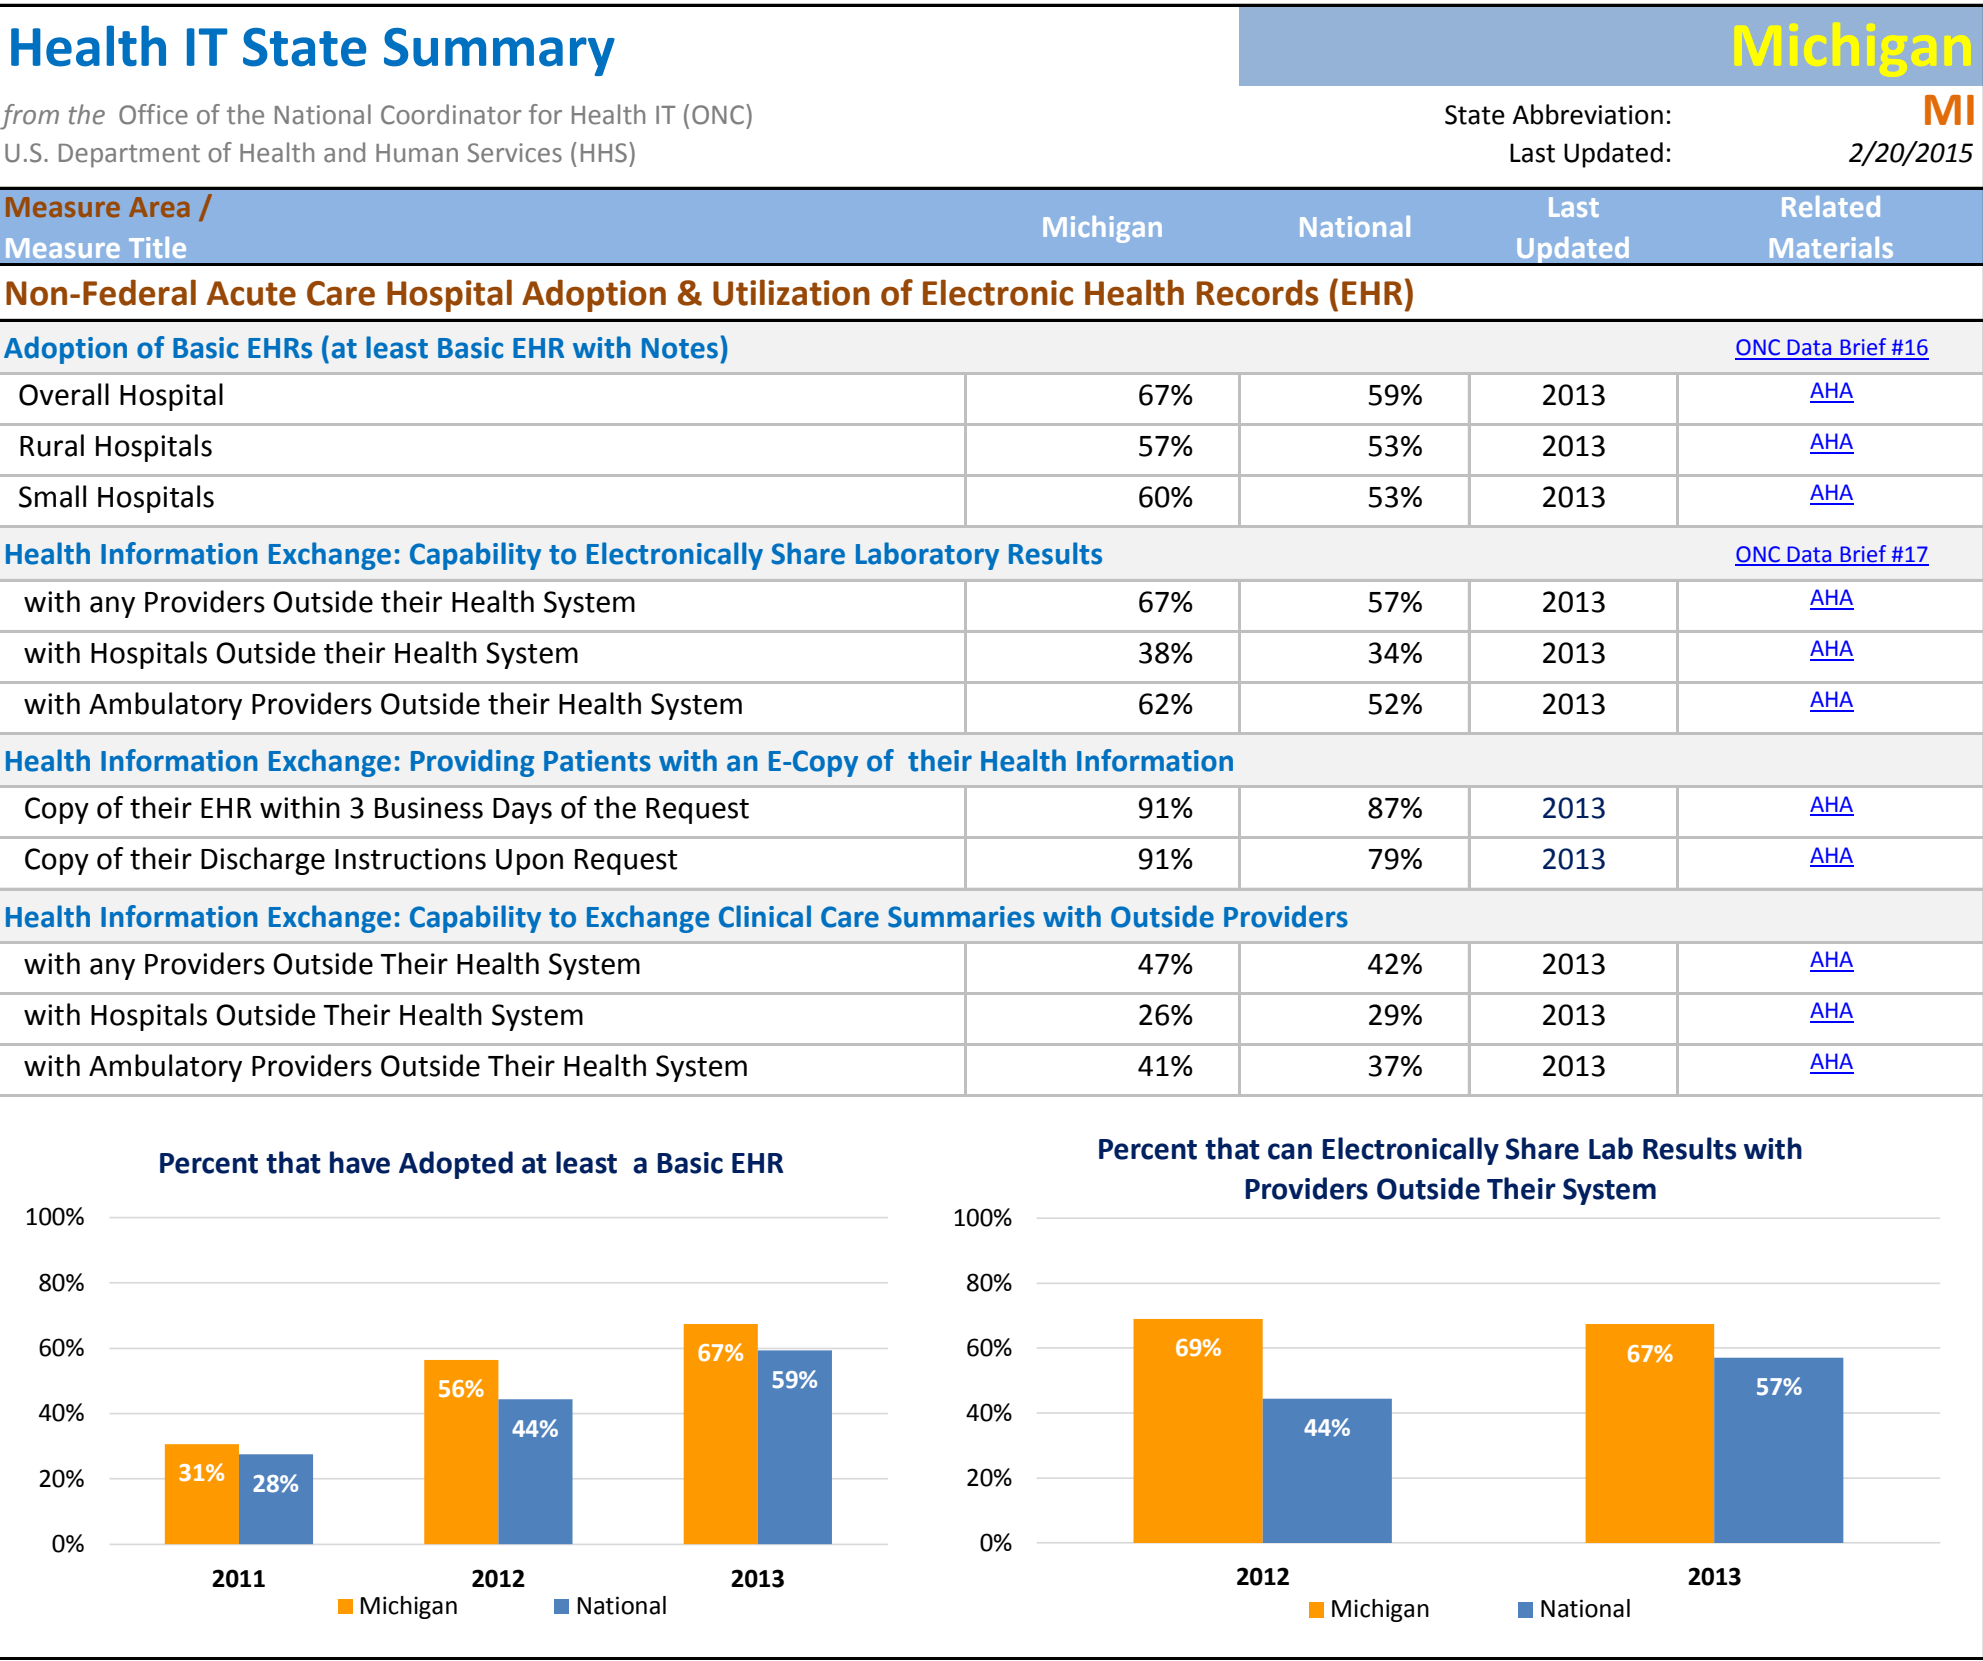 Health IT State Summary
Michigan
from the Office of the National Coordinator for Health IT (ONC)
State Abbreviation: MI
U.S. Department of Health and Human Services (HHS)
Last Updated: 2/20/2015
Measure Area /
Measure Title
Michigan
National
Last
Updated
Related
Materials
Non-Federal Acute Care Hospital Adoption & Utilization of Electronic Health Records (EHR)
Adoption of Basic EHRs (at least Basic EHR with Notes) ONC Data Brief #16
Overall Hospital 67% 59% 2013 AHA
Rural Hospitals 57% 53% 2013 AHA
Small Hospitals 60% 53% 2013 AHA
Health Information Exchange: Capability to Electronically Share Laboratory Results ONC Data Brief #17
with any Providers Outside their Health System 67% 57% 2013 AHA
with Hospitals Outside their Health System 38% 34% 2013 AHA
with Ambulatory Providers Outside their Health System 62% 52% 2013 AHA
Health Information Exchange: Providing Patients with an E-Copy of their Health Information
Copy of their EHR within 3 Business Days of the Request 91% 87% 2013 AHA
Copy of their Discharge Instructions Upon Request 91% 79% 2013 AHA
Health Information Exchange: Capability to Exchange Clinical Care Summaries with Outside Providers
with any Providers Outside Their Health System 47% 42% 2013 AHA
with Hospitals Outside Their Health System 26% 29% 2013 AHA
with Ambulatory Providers Outside Their Health System 41% 37% 2013 AHA
Percent that have Adopted at least a Basic EHR
100%
80%
60%
40%
20%
0%
31%
28%
56%
44%
67%
59%
2011 2012 2013
Michigan National
Percent that can Electronically Share Lab Results with
Providers Outside Their System
100%
80%
60%
40%
20%
0%
69%
44%
67%
57%
2012 2013
Michigan National